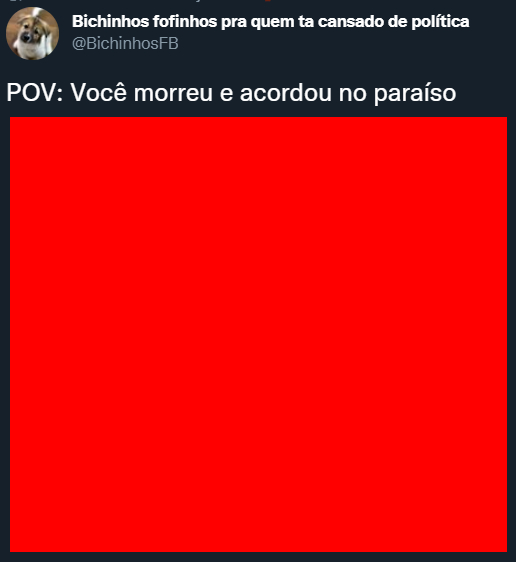 Bichinhos fofinhos pra quem ta cansado de política
@BichinhosFB
POV: Você morreu e acordou no paraíso